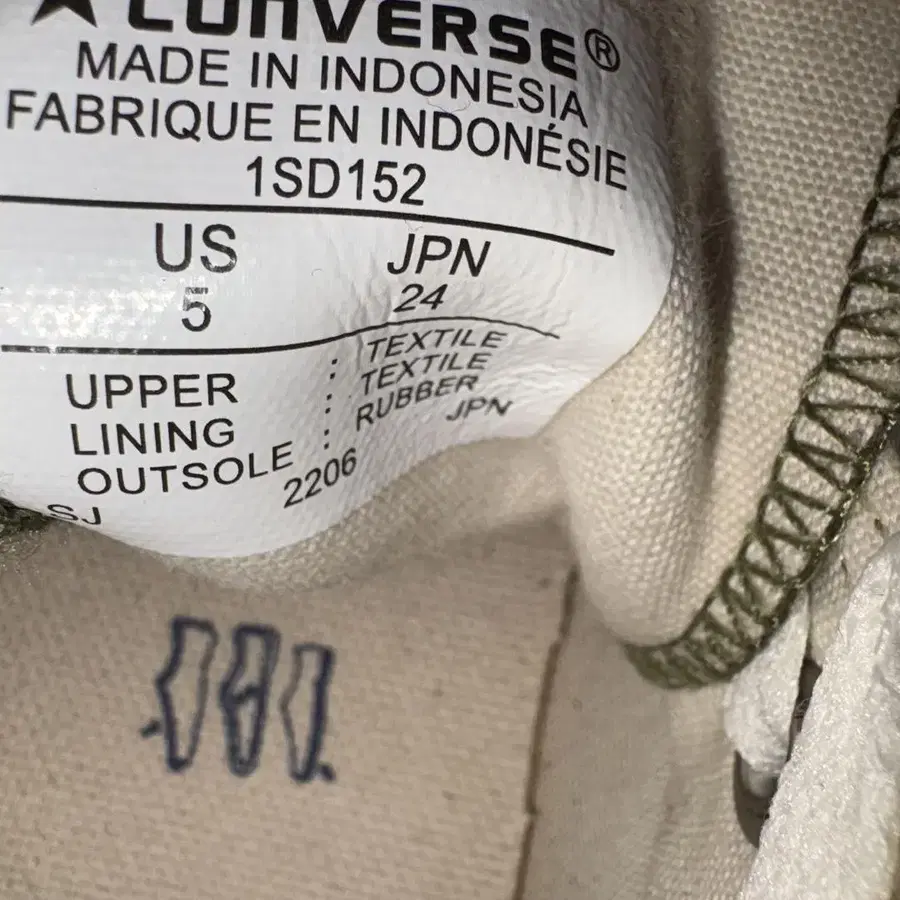 CONVERSE®
MADE IN INDONESIA
FABRIQUE EN INDONÉSIE
1SD152
US JPN
5 24
UPPER : TEXTILE
LINING : TEXTILE
OUTSOLE : RUBBER
SJ 2206 JPN